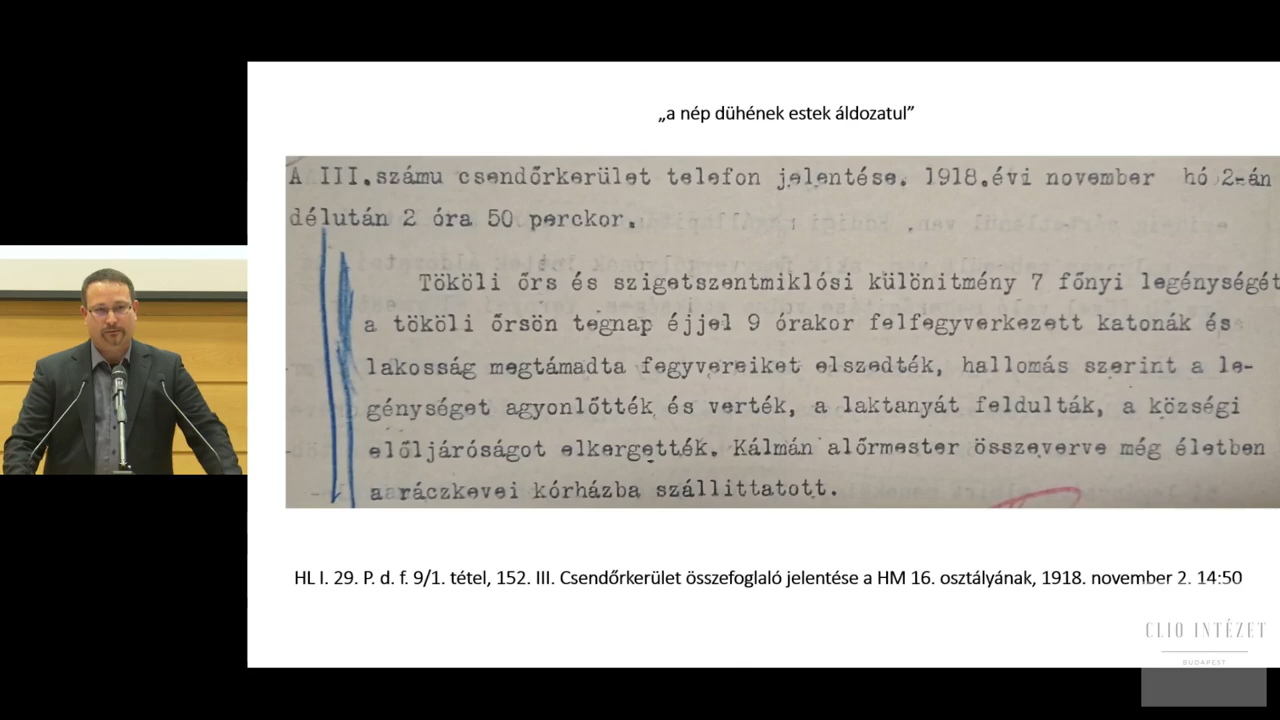 „a nép dühének estek áldozatul”
A III.számu csendőrkerület telefon jelentése. 1918.évi november hó 2-án
délután 2 óra 50 perckor.
Tököli őrs és szigetszentmiklósi különitmény 7 főnyi legénységét
a tököli őrsön tegnap éjjel 9 órakor felfegyverkezett katonák és
lakosság megtámadta fegyvereiket elszedték, hallomás szerint a le-
génységet agyonlőtték és verték, a laktanyát feldulták, a községi
előljáróságot elkergették. Kálmán alőrmester összeverve még életben
a ráczkevei kórházba szállittatott.
HL I. 29. P. d. f. 9/1. tétel, 152. III. Csendőrkerület összefoglaló jelentése a HM 16. osztályának, 1918. november 2. 14:50
CLIO INTÉZET
BUDAPEST